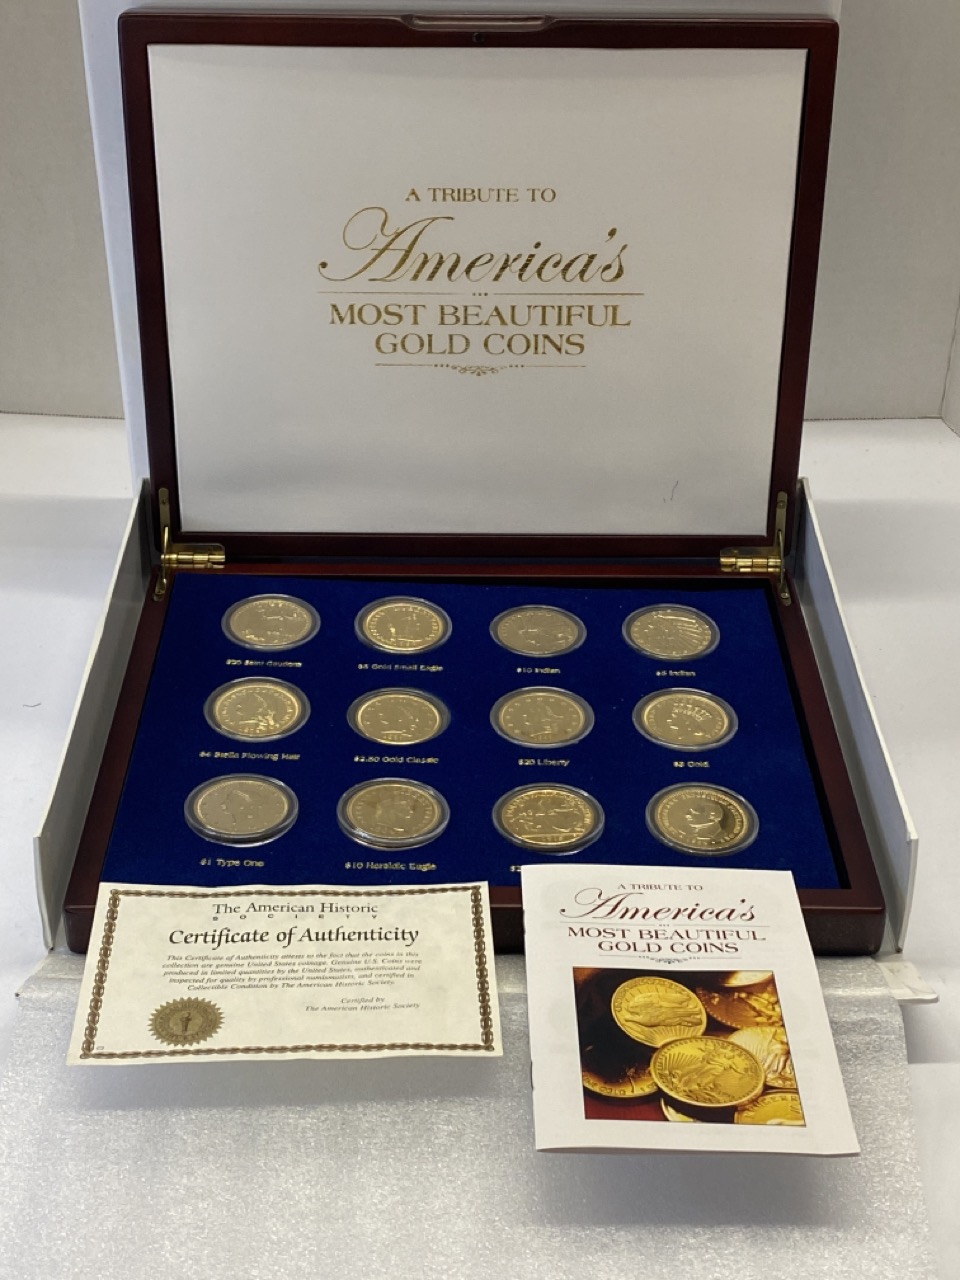 A TRIBUTE TO
America's
MOST BEAUTIFUL
GOLD COINS
$20 Saint Gaudens
$5 Gold Small Eagle
$10 Indian
$5 Indian
$4 Stella Flowing Hair
$2.50 Gold Classic
$20 Liberty
$3 Gold
$1 Type One
$10 Heraldic Eagle
The American Historic
SOCIETY
Certificate of Authenticity
This Certificate of Authenticity attests to the fact that the coins in this
collection are genuine United States coinage. Genuine U.S. Coins were
produced in limited quantities by the United States, authenticated and
inspected for quality by professional numismatists, and certified in
Collectible Condition by The American Historic Society.
Certified by
The American Historic Society
A TRIBUTE TO
America's
MOST BEAUTIFUL
GOLD COINS